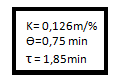 K= 0,126m/%
Ө=0,75 min
τ = 1,85min